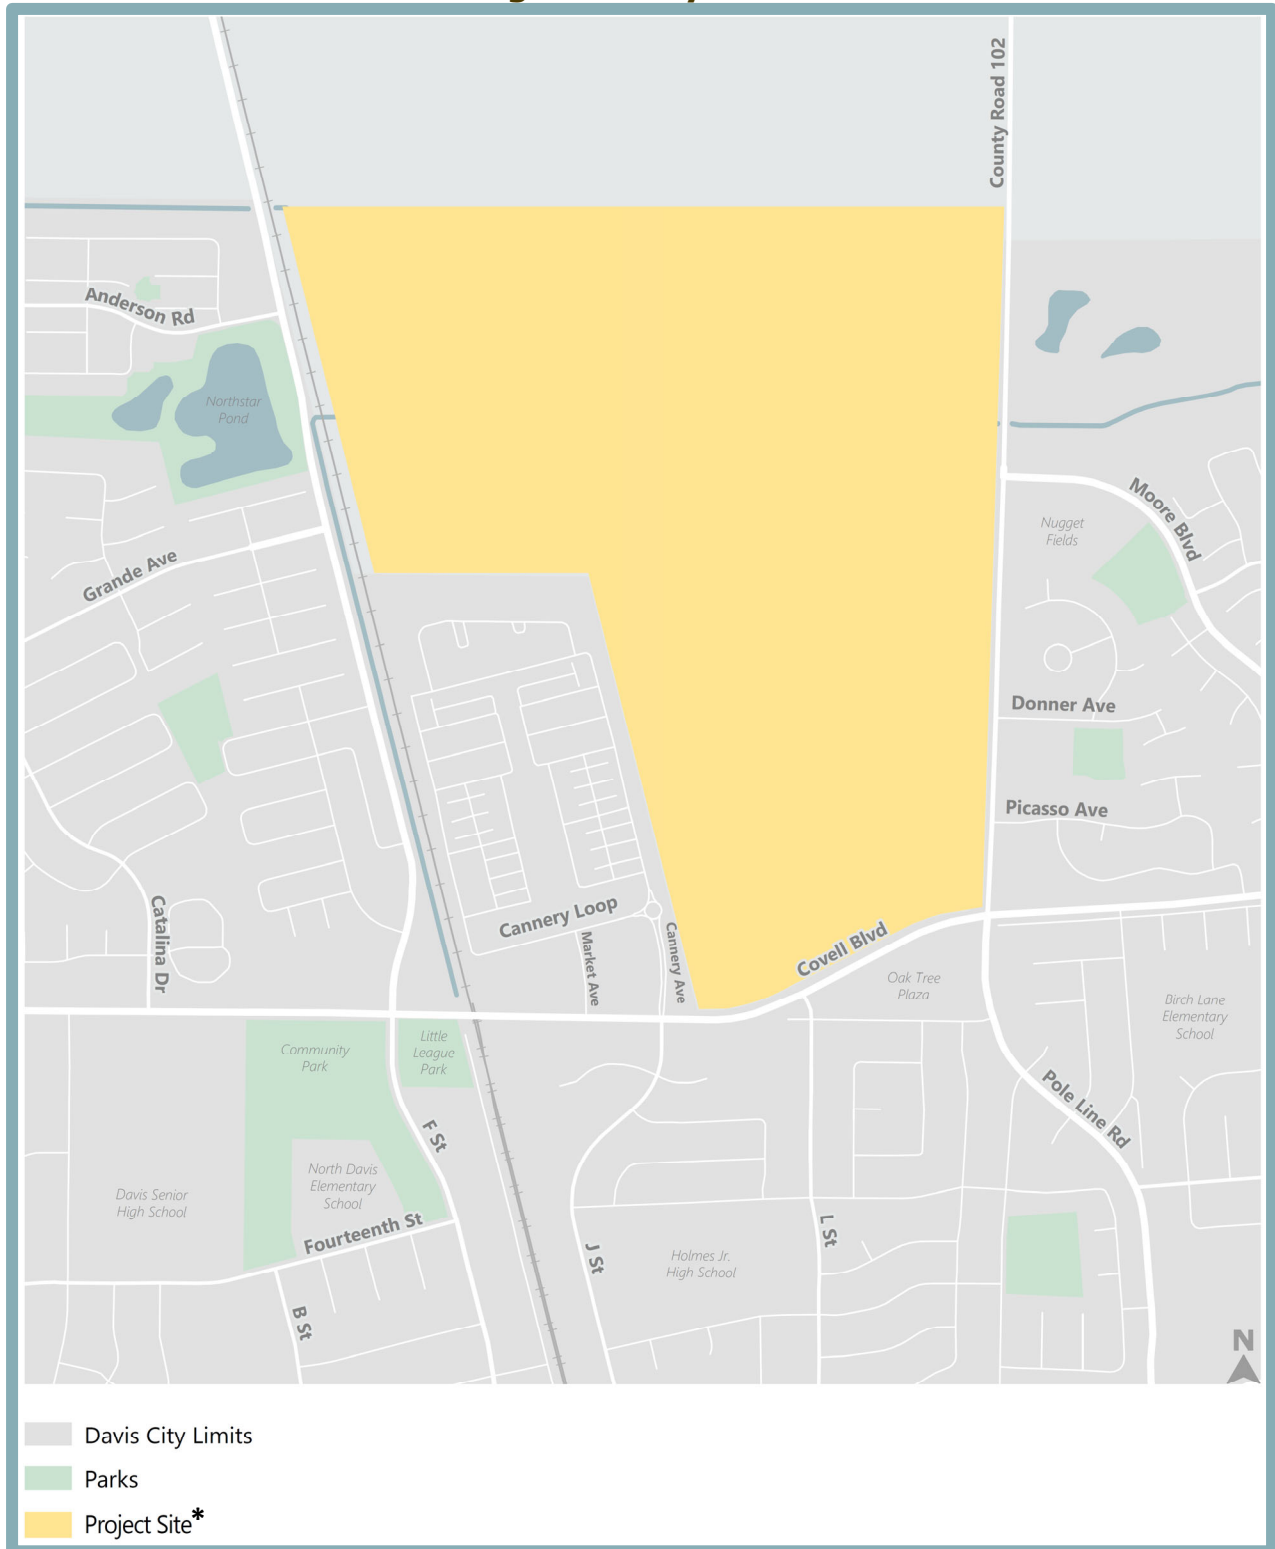 County Road 102
Anderson Rd
Northstar
Pond
Moore Blvd
Nugget
Fields
Grande Ave
Donner Ave
Picasso Ave
Catalina Dr
Cannery Loop
Market Ave
Cannery Ave
Covell Blvd
Oak Tree
Plaza
Birch Lane
Elementary
School
Community
Park
Little
League
Park
F St
Pole Line Rd
North Davis
Elementary
School
Davis Senior
High School
Fourteenth St
J St
Holmes Jr.
High School
L St
B St
N
Davis City Limits
Parks
Project Site*